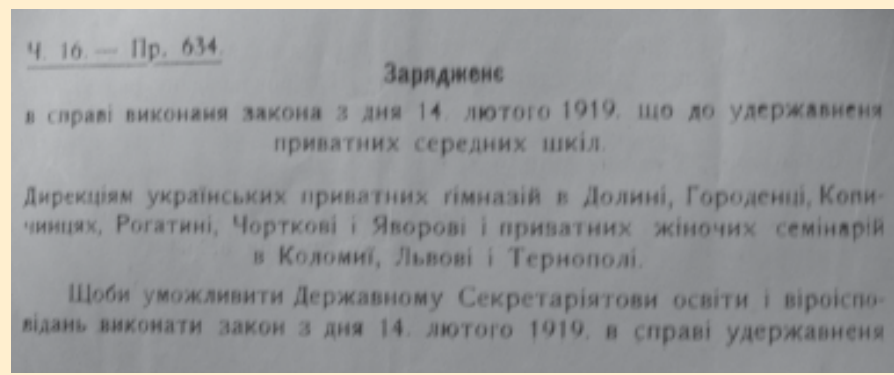 Ч. 16. — Пр. 634.
Зарядженє
в справі виконаня закона з дня 14. лютого 1919. що до удержавненя
приватних середних шкіл.
Дирекціям українських приватних гімназій в Долині, Городенці, Копи-
чинцях, Рогатині, Чорткові і Яворові і приватних жіночих семінарій
в Коломиї, Львові і Тернополі.
Щоби уможливити Державному Секретаріятови освіти і віроіспо-
відань виконати закон з дня 14. лютого 1919. в справі удержавненя